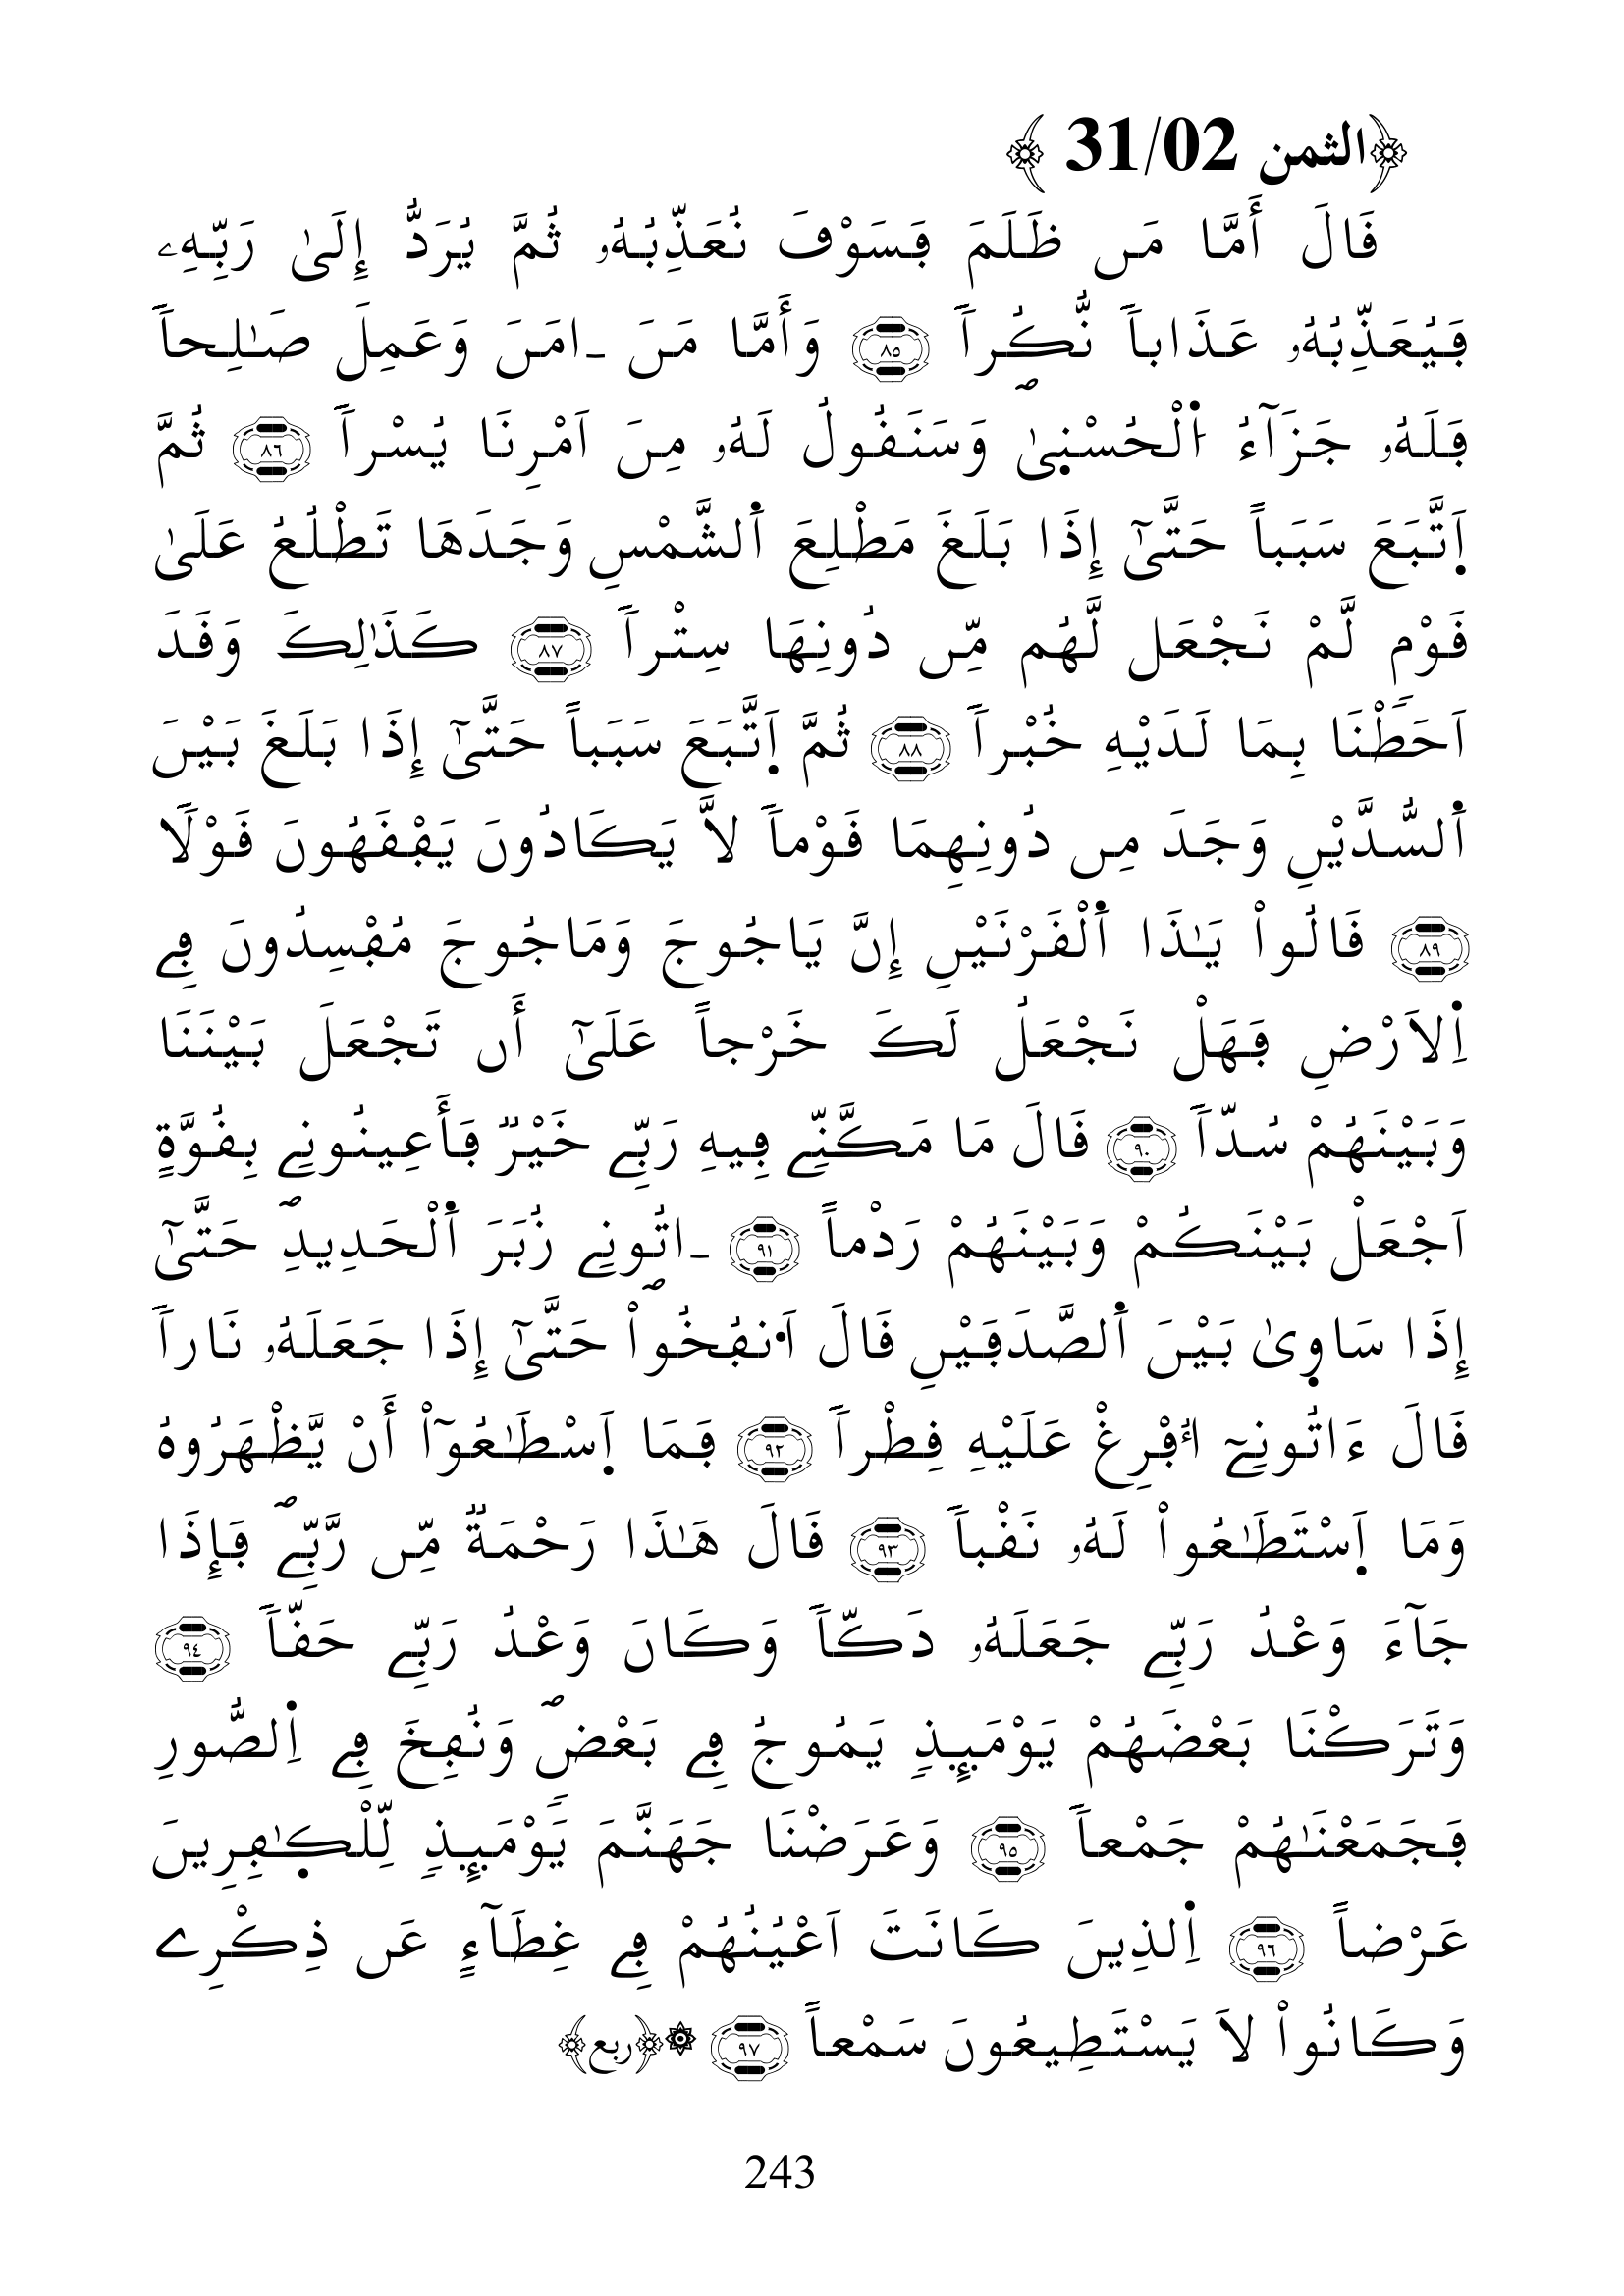 ﴿الثمن 31/02 ﴾
فَالَ أَمَّا مَن ظَلَمَ فَسَوْفَ نُعَذِّبُهُۥ ثُمَّ يُرَدُّ إِلَىٰ رَبِّهِۦ
فَيُعَذِّبُهُۥ عَذَاباٗ نُّكُراٗ ٨٥ وَأَمَّا مَنَ ـامَنَ وَعَمِلَ صَـٰلِحاٗ
فَلَهُۥ جَزَآءُ اُ۬لْحُسْنۭىٰۖ وَسَنَفُولُ لَهُۥ مِنَ اَمْرِنَا يُسْراٗ ٨٦ ثُمَّ
اَ۪تَّبَعَ سَبَباً حَتَّىٰٓ إِذَا بَلَغَ مَطْلِعَ اَ۬لشَّمْسِ وَجَدَهَا تَطْلُعُ عَلَىٰ
فَوْمٖ لَّمْ نَجْعَل لَّهُم مِّن دُونِهَا سِتْراٗ ٨٧ كَذَٰلِكَ وَفَدَ
اَحَطْنَا بِمَا لَدَيْهِ خُبْراٗ ٨٨ ثُمَّ اَ۪تَّبَعَ سَبَباً حَتَّىٰٓ إِذَا بَلَغَ بَيْنَ
اَ۬لسُّدَّيْنِ وَجَدَ مِن دُونِهِمَا فَوْماٗ لاَّ يَكَادُونَ يَفْفَهُونَ فَوْلاٗ
٨٩ فَالُواْ يَـٰذَا اَ۬لْفَرْنَيْنِ إِنَّ يَاجُوجَ وَمَاجُوجَ مُفْسِدُونَ فِے
اِ۬لاَرْضِ فَهَلْ نَجْعَلُ لَكَ خَرْجاً عَلَىٰٓ أَن تَجْعَلَ بَيْنَنَا
وَبَيْنَهُمْ سُدّاٗ ٩٠ فَالَ مَا مَكَّنِّے فِيهِ رَبِّے خَيْرٞ فَأَعِينُونِے بِفُوَّةٍ
اَجْعَلْ بَيْنَكُمْ وَبَيْنَهُمْ رَدْماً ٩١ ـاتُونِے زُبَرَ اَ۬لْحَدِيدِۖ حَتَّىٰٓ
إِذَا سَاوۭىٰ بَيْنَ اَ۬لصَّدَفَيْنِ فَالَ اَ۟نفُخُواْۖ حَتَّىٰٓ إِذَا جَعَلَهُۥ نَاراٗ
فَالَ ءَاتُونِےٓ اُ۟فْرِغْ عَلَيْهِ فِطْراٗ ٩٢ فَمَا اَ۪سْطَـٰعُوٓاْ أَنْ يَّظْهَرُوهُ
وَمَا اَ۪سْتَطَـٰعُواْ لَهُۥ نَفْباٗ ٩٣ فَالَ هَـٰذَا رَحْمَةٞ مِّن رَّبِّےۖ فَإِذَا
جَآءَ وَعْدُ رَبِّے جَعَلَهُۥ دَكّاٗ وَكَانَ وَعْدُ رَبِّے حَفّاٗ ٩٤
وَتَرَكْنَا بَعْضَهُمْ يَوْمَئِذٖ يَمُوجُ فِے بَعْضٖۖ وَنُفِخَ فِے اِ۬لصُّورِ
فَجَمَعْنَـٰهُمْ جَمْعاٗ ٩٥ وَعَرَضْنَا جَهَنَّمَ يَوْمَئِذٖ لِّلْكٜـٰفِرِينَ
عَرْضاً ٩٦ اِ۬لذِينَ كَانَتَ اَعْيُنُهُمْ فِے غِطَآءٍ عَن ذِكْرِے
وَكَانُواْ لاَ يَسْتَطِيعُونَ سَمْعاً ٩٧ ۞﴿ربع﴾
243